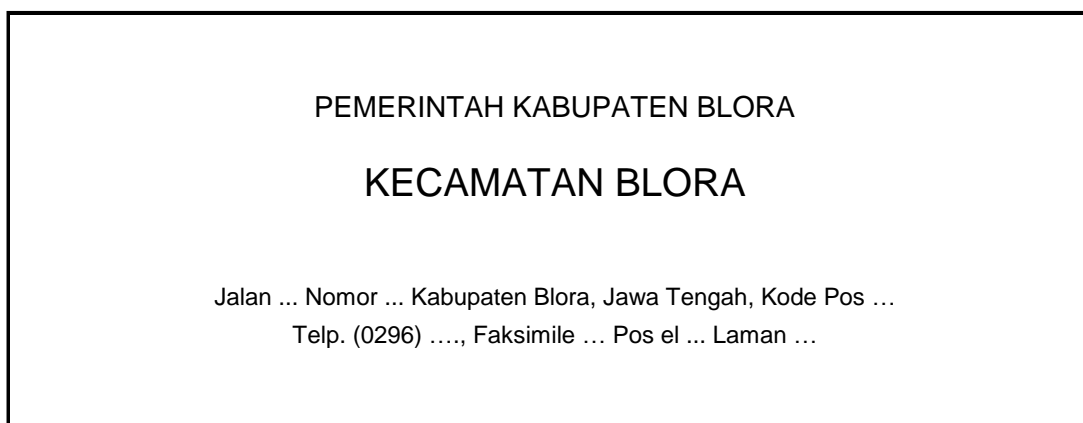 PEMERINTAH KABUPATEN BLORA
KECAMATAN BLORA
Jalan ... Nomor ... Kabupaten Blora, Jawa Tengah, Kode Pos …
Telp. (0296) …., Faksimile … Pos el ... Laman …